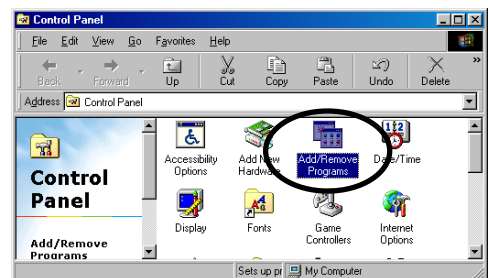 Control Panel
File Edit View Go Favorites Help
Back Forward Up Cut Copy Paste Undo Delete »
Address Control Panel
Control
Panel
Add/Remove
Programs
Accessibility
Options
Add New
Hardware
Add/Remove
Programs
Date/Time
Display
Fonts
Game
Controllers
Internet
Options
Sets up pr My Computer